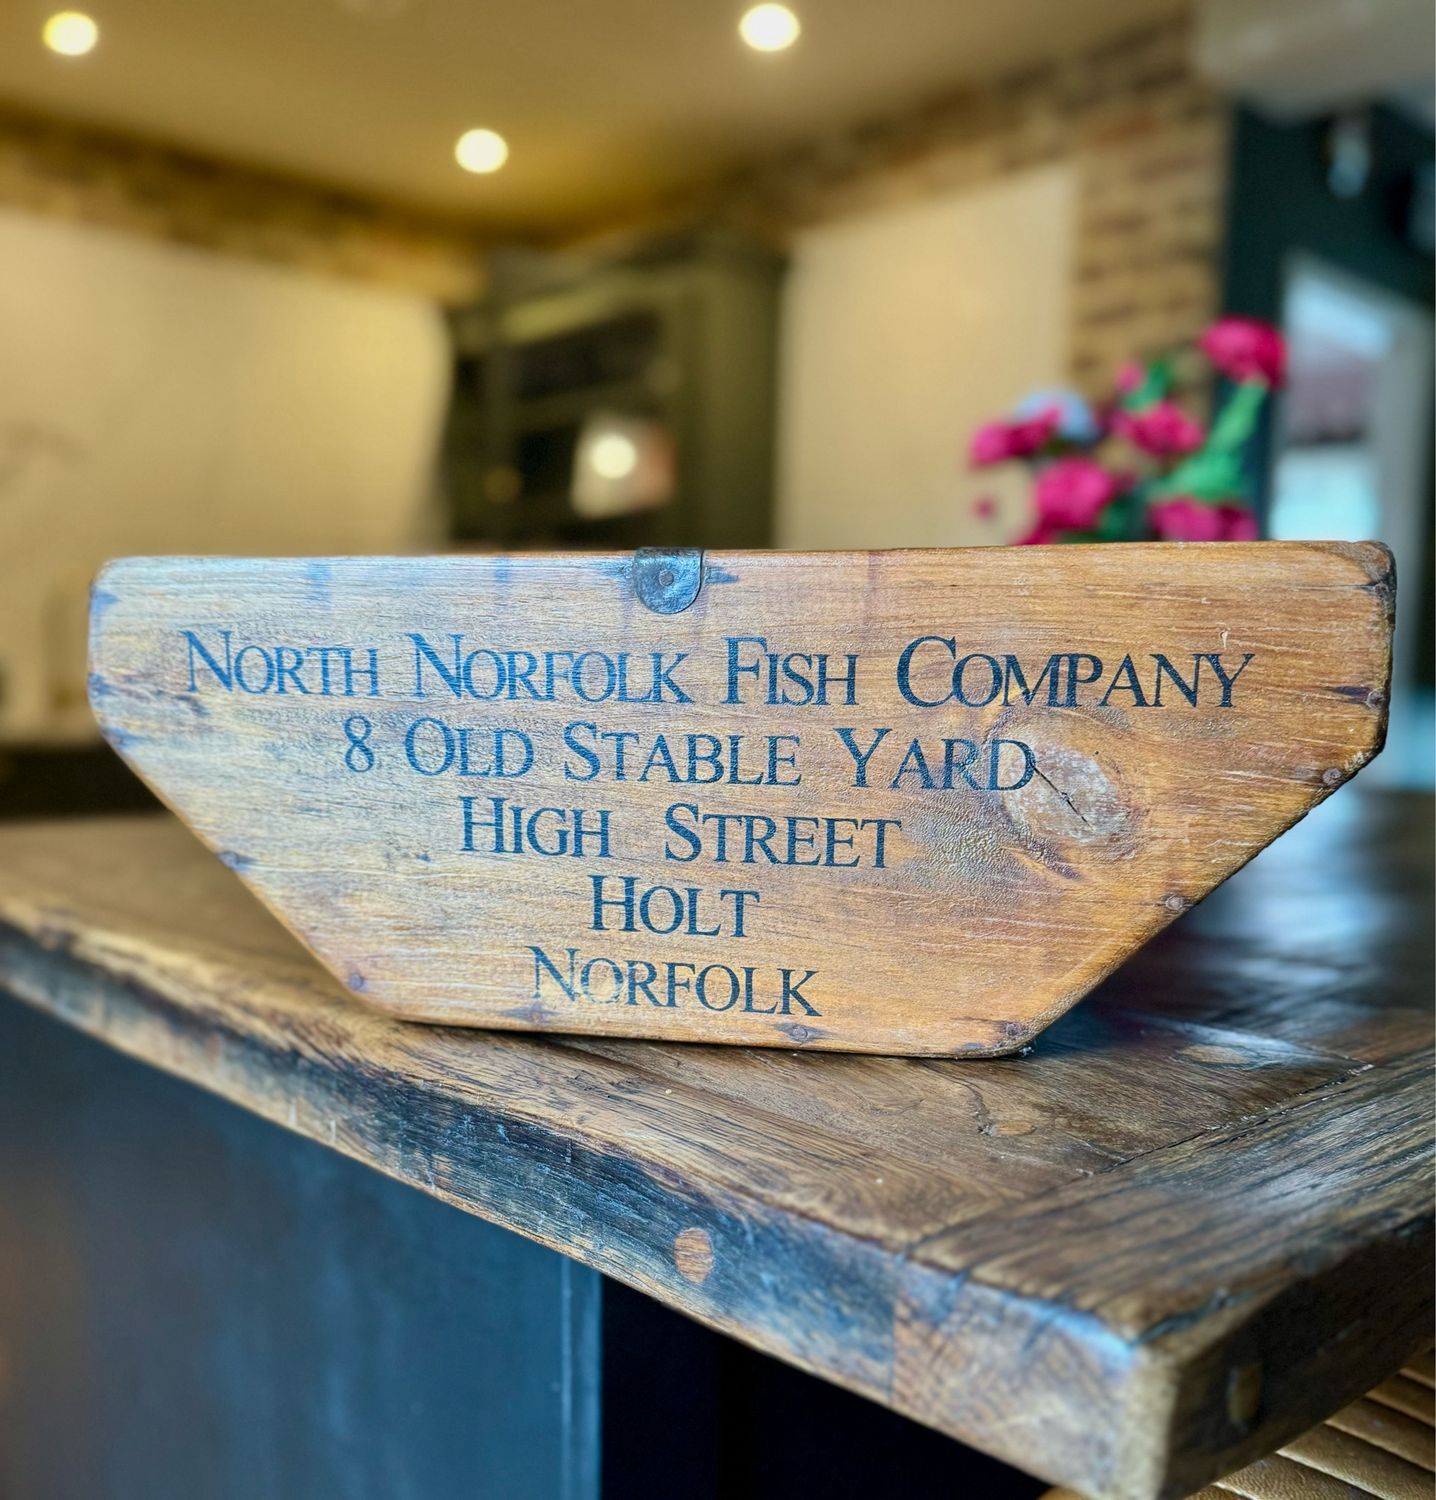 North Norfolk Fish Company
8 Old Stable Yard
High Street
Holt
Norfolk